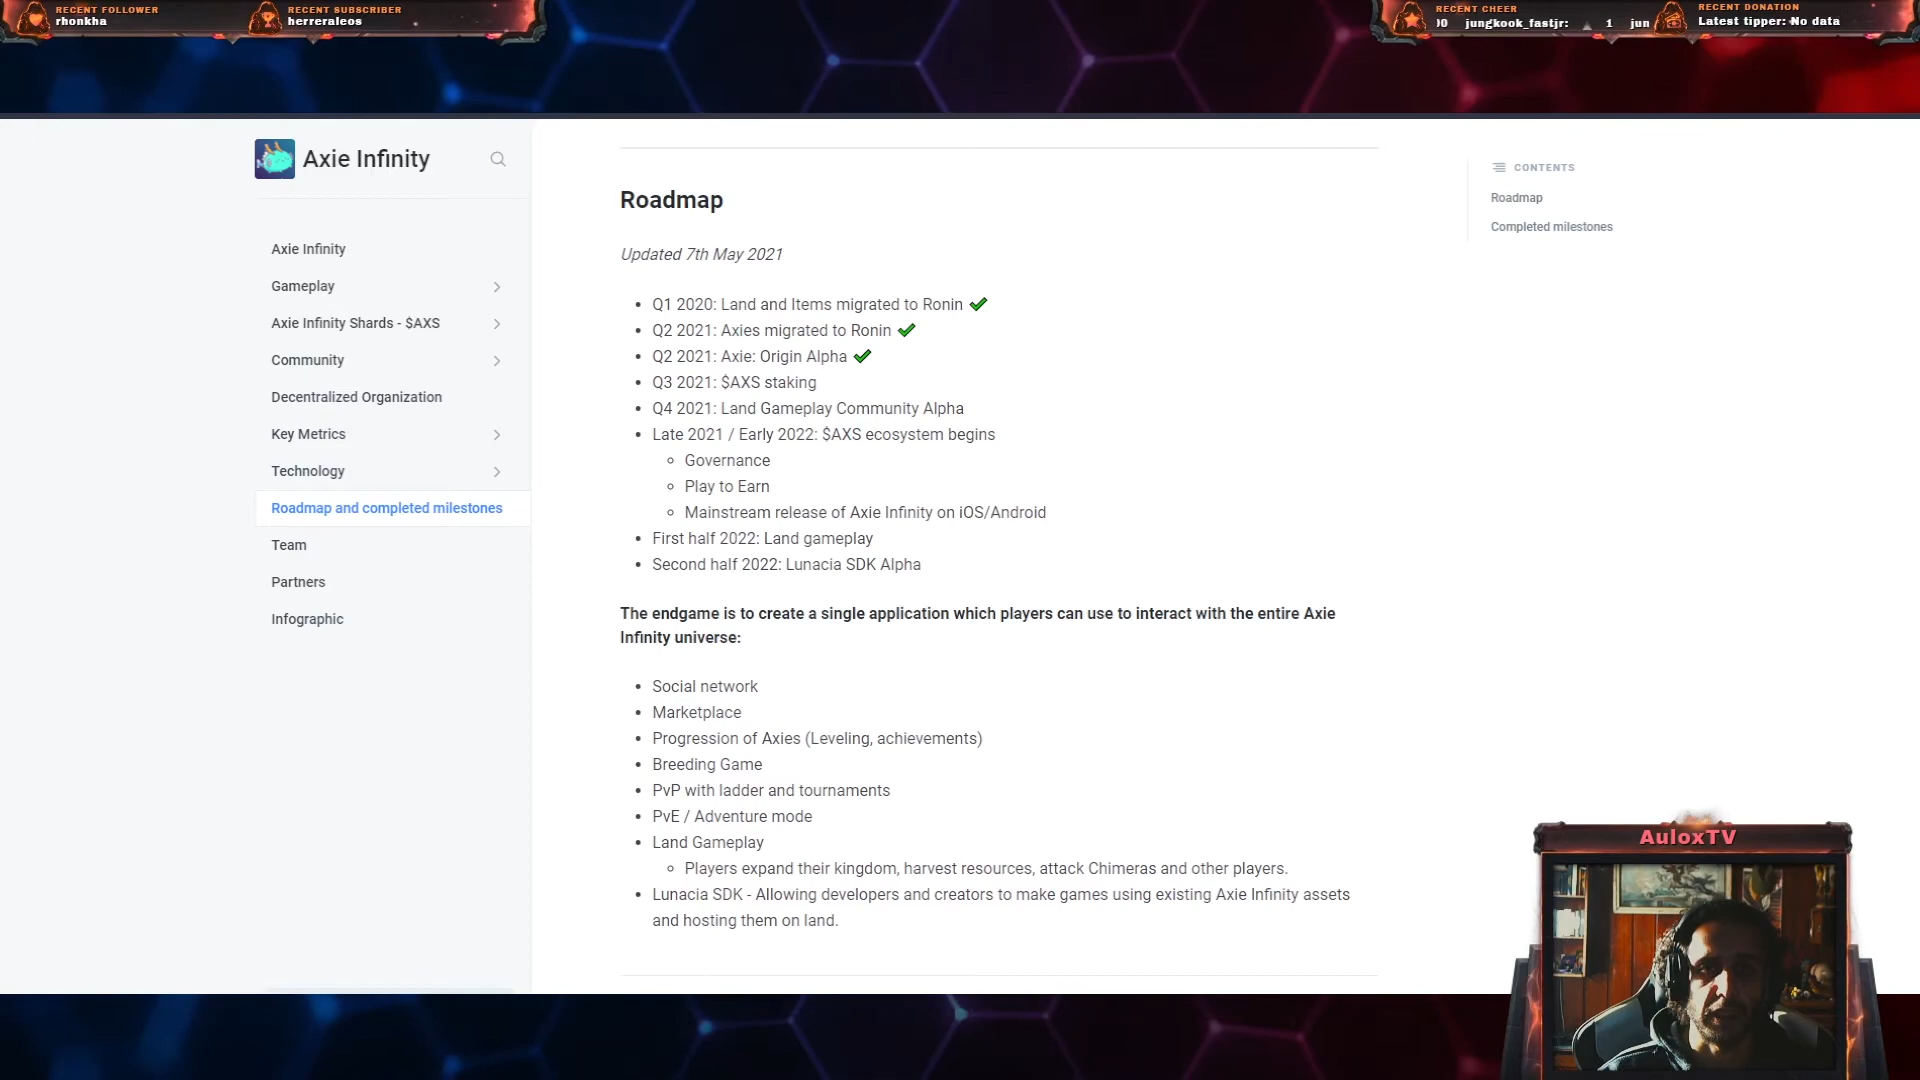 RECENT FOLLOWER
rhonkha
RECENT SUBSCRIBER
herreraleos
RECENT CHEER
jungkook_fastjr: 1 jun
RECENT DONATION
Latest tipper: No data
Axie Infinity
Axie Infinity
Gameplay
Axie Infinity Shards - $AXS
Community
Decentralized Organization
Key Metrics
Technology
Roadmap and completed milestones
Team
Partners
Infographic
Roadmap
Updated 7th May 2021
Q1 2020: Land and Items migrated to Ronin
Q2 2021: Axies migrated to Ronin
Q2 2021: Axie: Origin Alpha
Q3 2021: $AXS staking
Q4 2021: Land Gameplay Community Alpha
Late 2021 / Early 2022: $AXS ecosystem begins
Governance
Play to Earn
Mainstream release of Axie Infinity on iOS/Android
First half 2022: Land gameplay
Second half 2022: Lunacia SDK Alpha
The endgame is to create a single application which players can use to interact with the entire Axie
Infinity universe:
Social network
Marketplace
Progression of Axies (Leveling, achievements)
Breeding Game
PvP with ladder and tournaments
PvE / Adventure mode
Land Gameplay
Players expand their kingdom, harvest resources, attack Chimeras and other players.
Lunacia SDK - Allowing developers and creators to make games using existing Axie Infinity assets
and hosting them on land.
CONTENTS
Roadmap
Completed milestones
AuloxTV